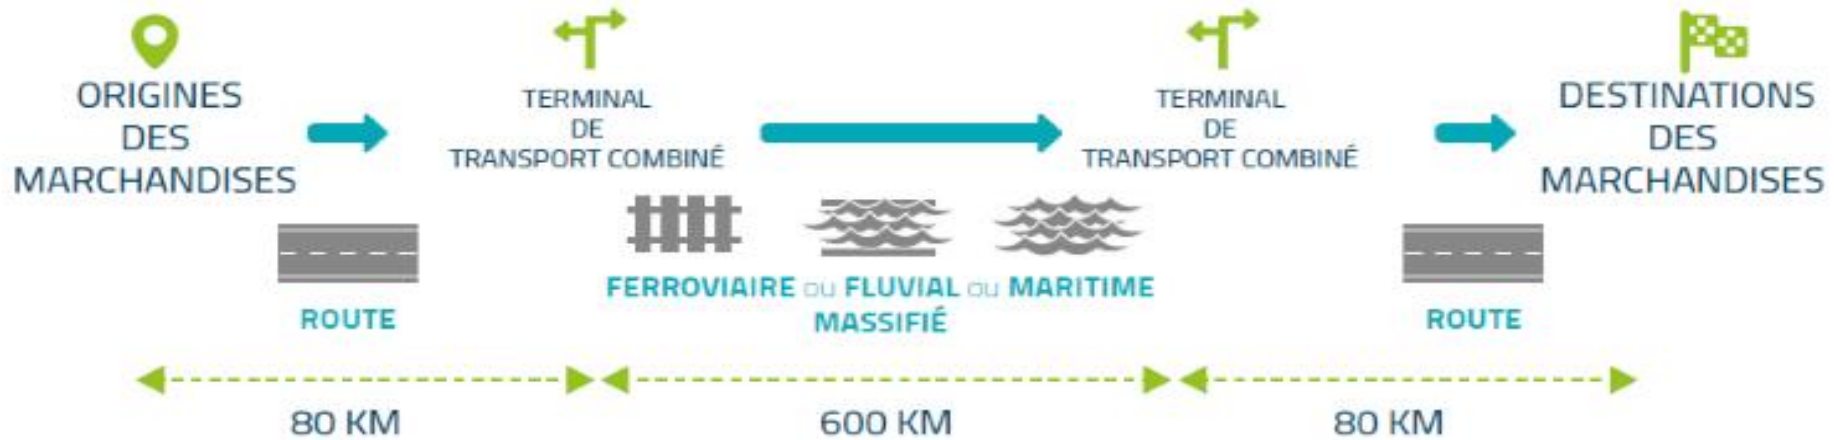 ORIGINES
DES
MARCHANDISES
TERMINAL
DE
TRANSPORT COMBINÉ
TERMINAL
DE
TRANSPORT COMBINÉ
DESTINATIONS
DES
MARCHANDISES
ROUTE
FERROVIAIRE ou FLUVIAL ou MARITIME
MASSIFIÉ
ROUTE
80 KM
600 KM
80 KM